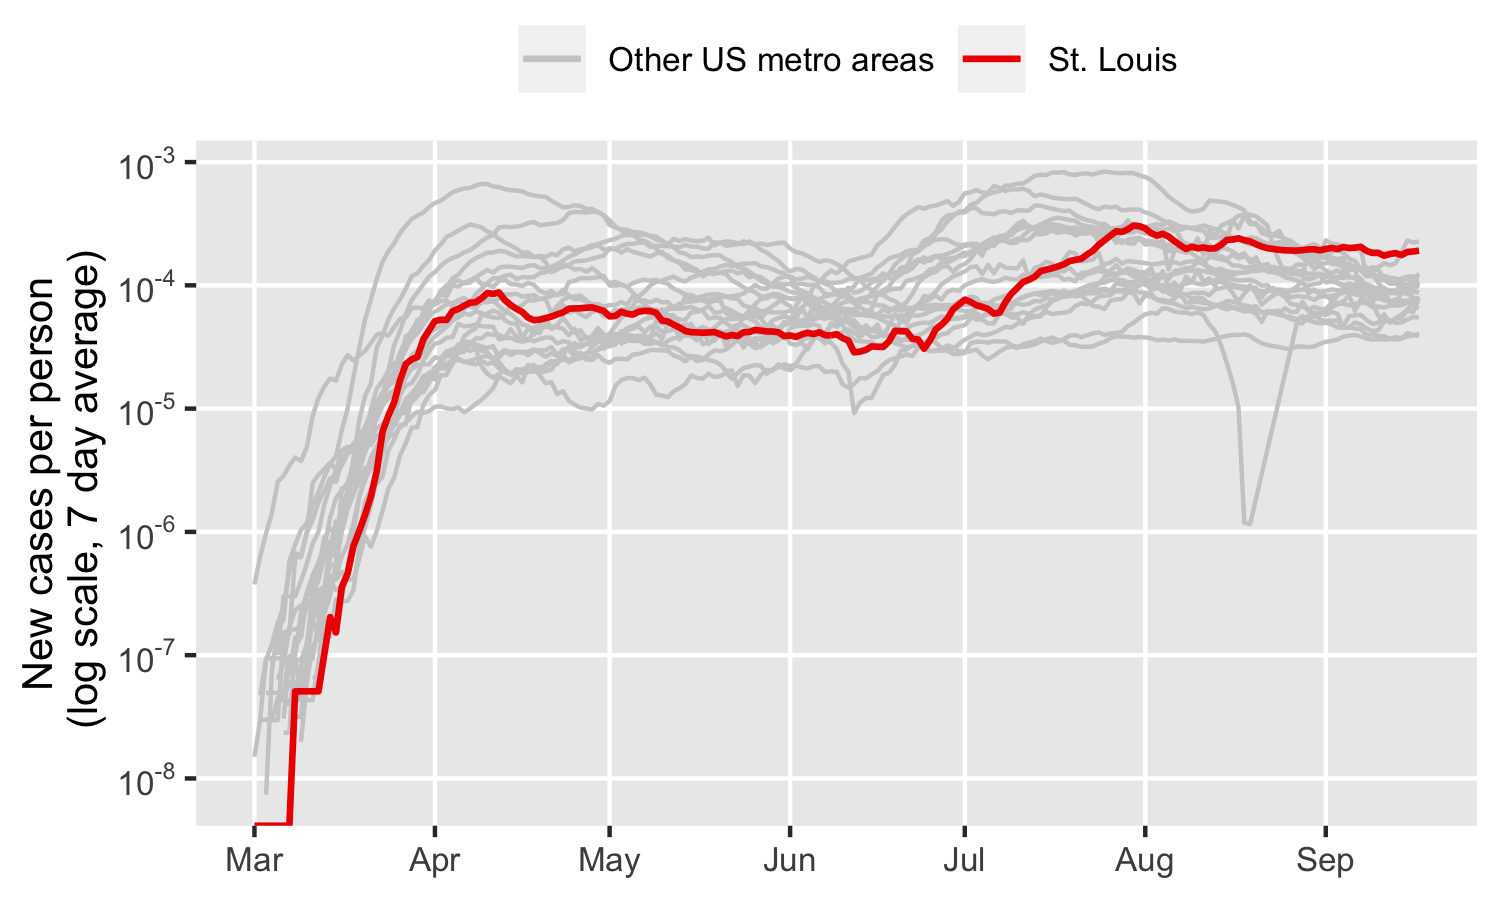 Other US metro areas St. Louis
New cases per person
(log scale, 7 day average)
10⁻³
10⁻⁴
10⁻⁵
10⁻⁶
10⁻⁷
10⁻⁸
Mar Apr May Jun Jul Aug Sep